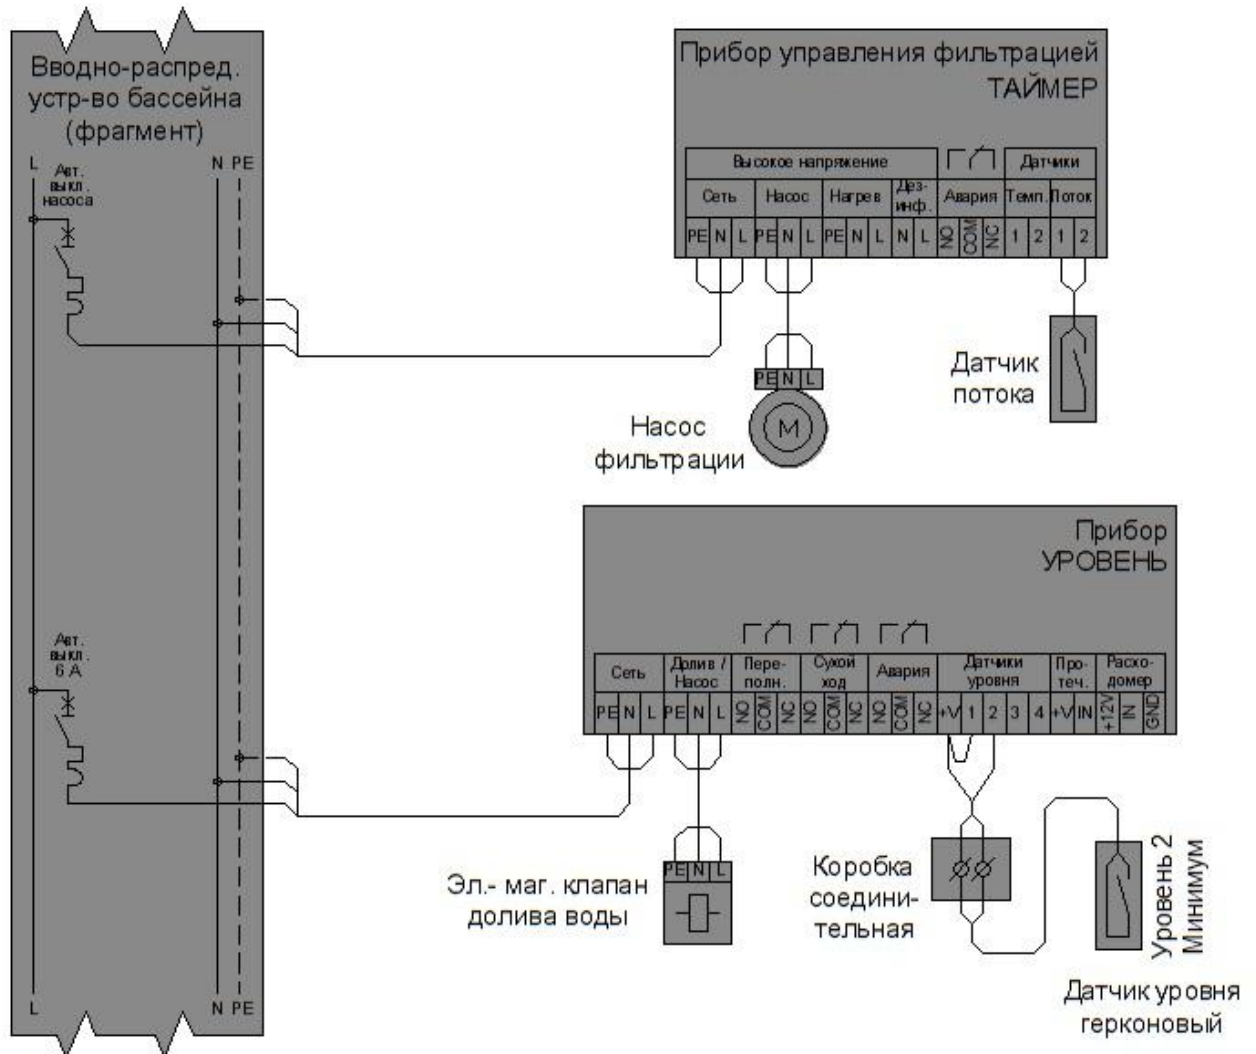 Вводно-распред.
устр-во бассейна
(фрагмент)
L N PE
Авт.
выкл.
насоса
Прибор управления фильтрацией
ТАЙМЕР
Высокое напряжение Датчики
Сеть Насос Нагрев Дез-
инф. Авария Темп. Поток
PE N L PE N L PE N L N L NO COM NC 1 2 1 2
Датчик
потока
PE N L
M
Насос
фильтрации
Прибор
УРОВЕНЬ
Авт.
выкл.
6 А
Сеть Долив /
Насос Пере-
полн. Сухой
ход Авария Датчики
уровня Про-
теч. Расхо-
домер
PE N L PE N L NO COM NC NO COM NC NO COM NC +V 1 2 3 4 +V IN +12V IN GND
PE N L
Эл.- маг. клапан
долива воды
Коробка
соедини-
тельная
Уровень 2
Минимум
Датчик уровня
герконовый
L N PE